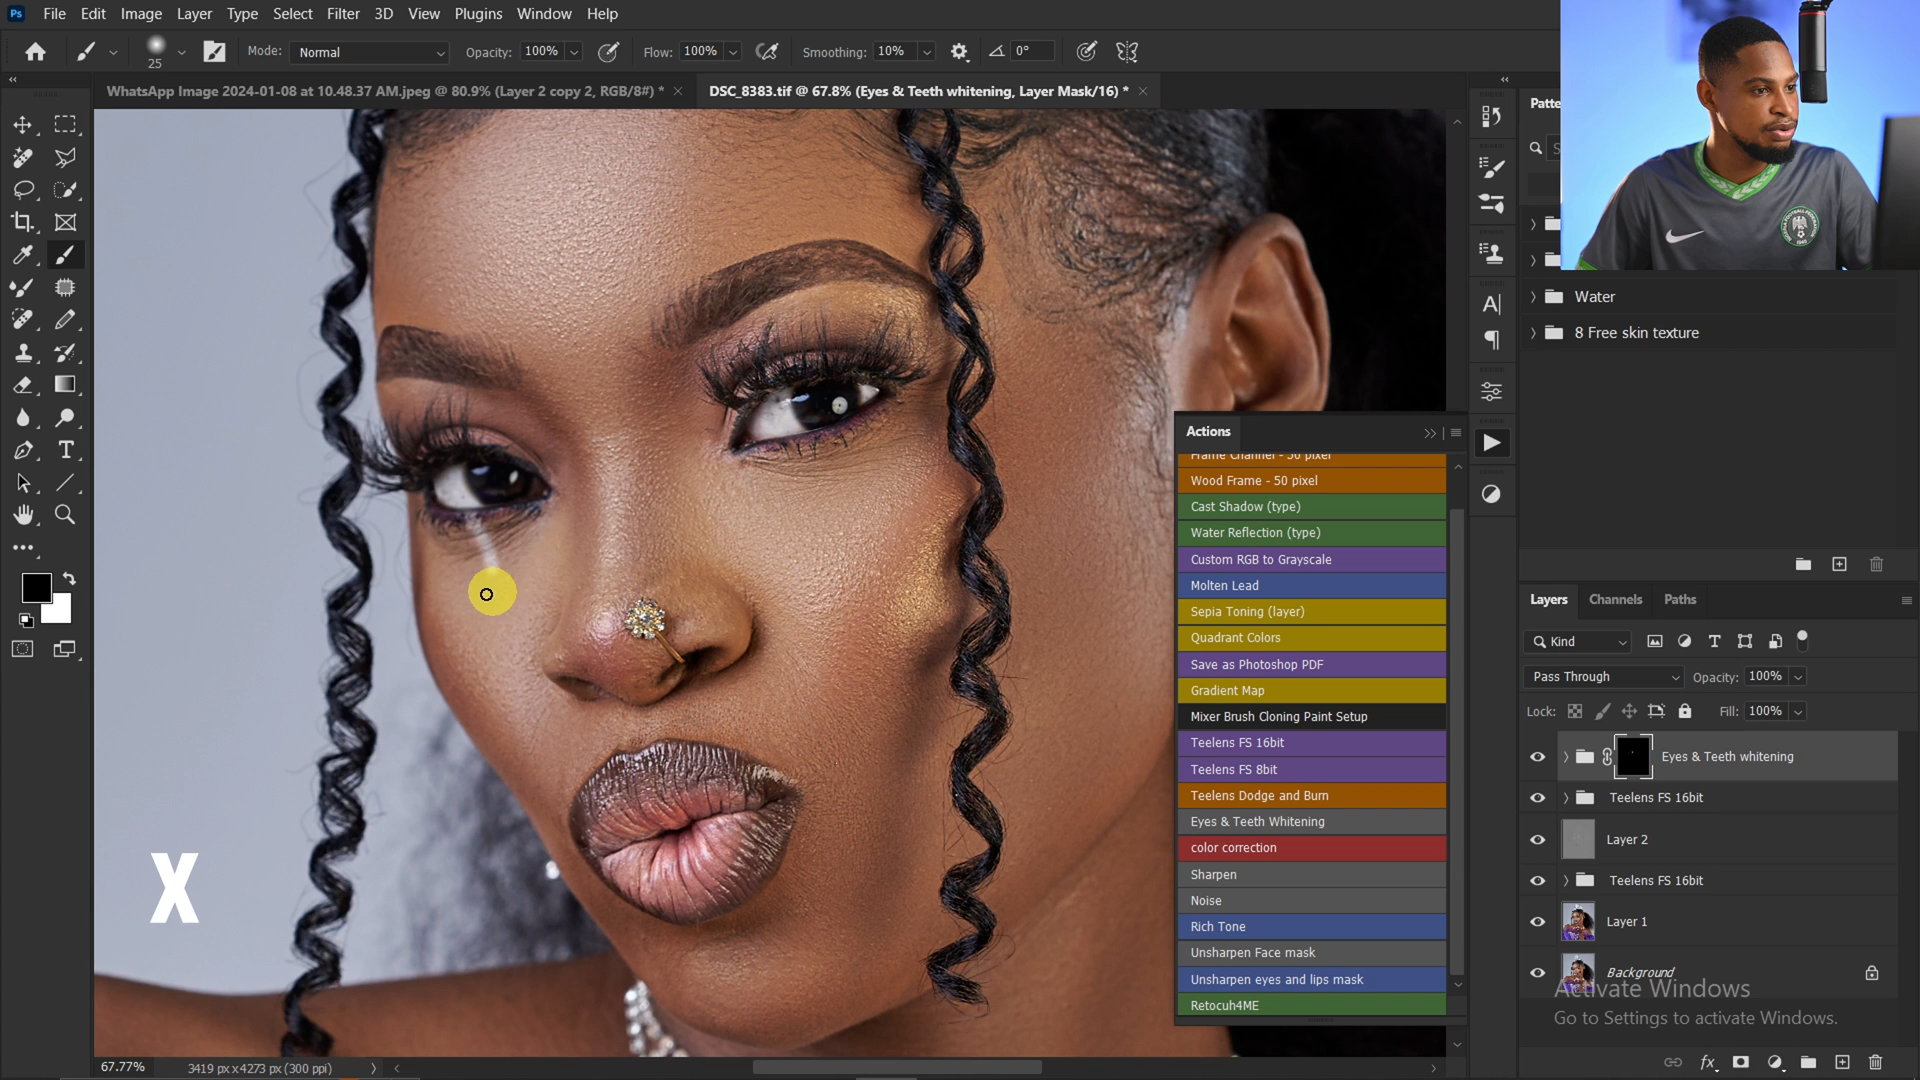 Ps File Edit Image Layer Type Select Filter 3D View Plugins Window Help
25 Mode: Normal Opacity: 100% Flow: 100% Smoothing: 10% 0°
WhatsApp Image 2024-01-08 at 10.48.37 AM.jpeg @ 80.9% (Layer 2 copy 2, RGB/8#) *
DSC_8383.tif @ 67.8% (Eyes & Teeth whitening, Layer Mask/16) *
Patte
Water
8 Free skin texture
Actions
Frame Channel - 50 pixel
Wood Frame - 50 pixel
Cast Shadow (type)
Water Reflection (type)
Custom RGB to Grayscale
Molten Lead
Sepia Toning (layer)
Quadrant Colors
Save as Photoshop PDF
Gradient Map
Mixer Brush Cloning Paint Setup
Teelens FS 16bit
Teelens FS 8bit
Teelens Dodge and Burn
Eyes & Teeth Whitening
color correction
Sharpen
Noise
Rich Tone
Unsharpen Face mask
Unsharpen eyes and lips mask
Retocuh4ME
Layers Channels Paths
Kind
Pass Through Opacity: 100%
Lock: Fill: 100%
Eyes & Teeth whitening
Teelens FS 16bit
Layer 2
Teelens FS 16bit
Layer 1
Background
Activate Windows
Go to Settings to activate Windows.
X
67.77% 3419 px x 4273 px (300 ppi)